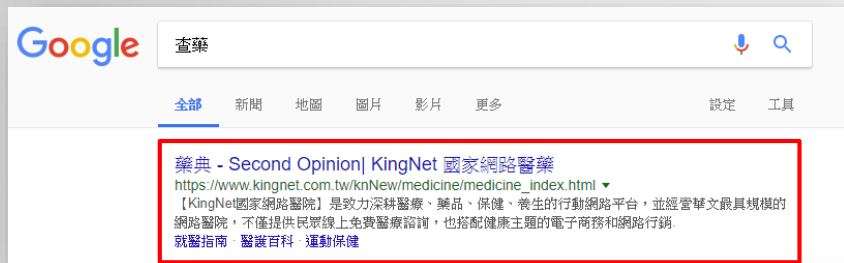 Google 查藥
全部 新聞 地圖 圖片 影片 更多 設定 工具
藥典 - Second Opinion| KingNet 國家網路醫藥
https://www.kingnet.com.tw/knNew/medicine/medicine_index.html
【KingNet國家網路醫院】是致力深耕醫療、藥品、保健、養生的行動網路平台，並經營華文最具規模的
網路醫院，不僅提供民眾線上免費醫療諮詢，也搭配健康主題的電子商務和網路行銷.
就醫指南 · 醫護百科 · 運動保健